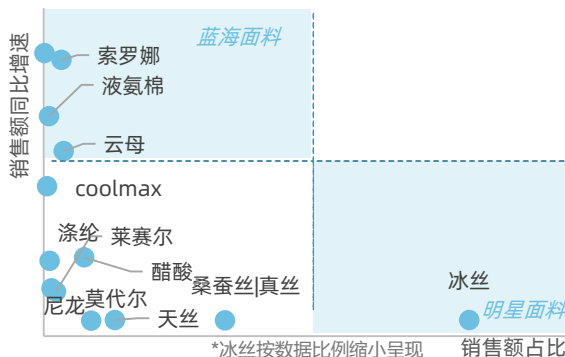 蓝海面料
销售额同比增速
索罗娜
液氨棉
云母
coolmax
涤纶
莱赛尔
醋酸
桑蚕丝|真丝
冰丝
尼龙
莫代尔
天丝
明星面料
*冰丝按数据比例缩小呈现
销售额占比